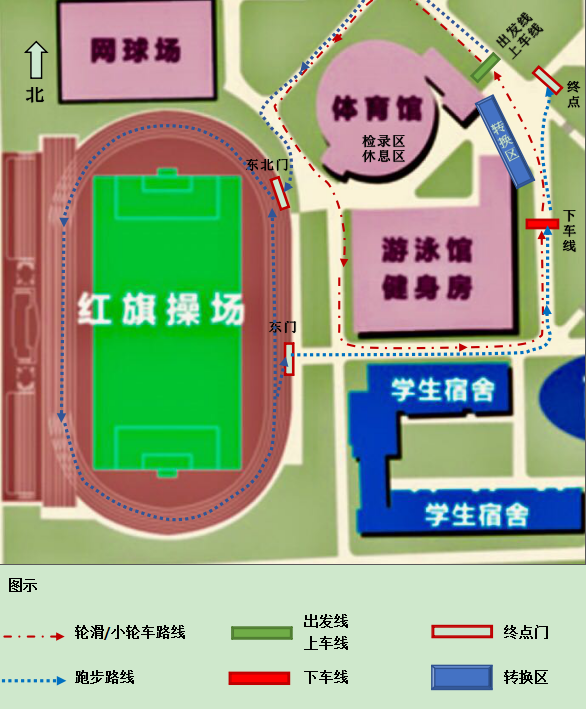 网球场
北
出发线
上车线
终
点
体育馆
检录区
休息区
转换区
东北门
下
车
线
游泳馆
健身房
红旗操场
东门
学生宿舍
学生宿舍
图示
轮滑/小轮车路线
出发线
上车线
终点门
跑步路线
下车线
转换区